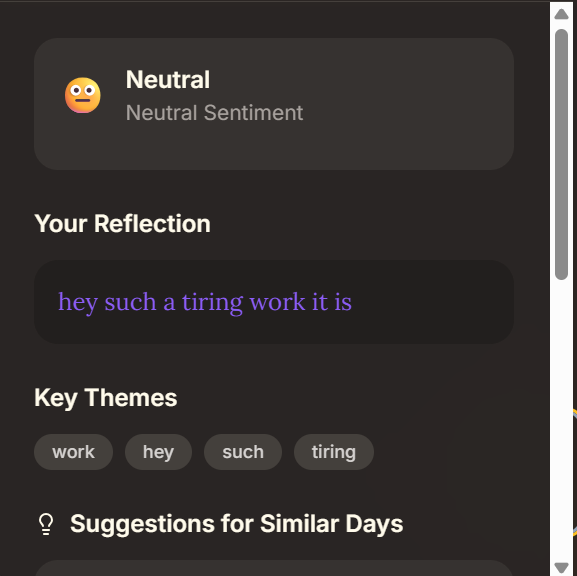 Neutral
Neutral Sentiment
Your Reflection
hey such a tiring work it is
Key Themes
work hey such tiring
Suggestions for Similar Days